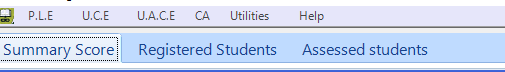 P.L.E U.C.E U.A.C.E CA Utilities Help
Summary Score Registered Students Assessed students